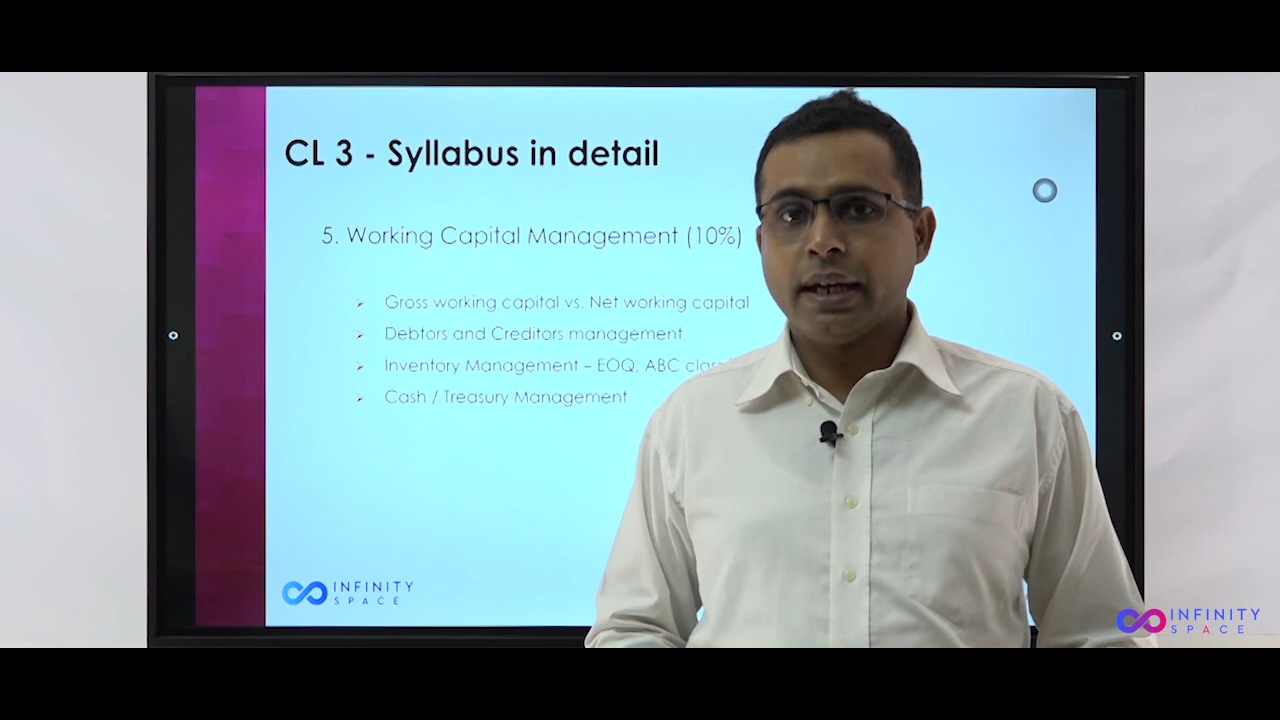 CL 3 - Syllabus in detail
5. Working Capital Management (10%)
Gross working capital vs. Net working capital
Debtors and Creditors management
Inventory Management – EOQ, ABC
Cash / Treasury Management
INFINITY
SPACE
INFINITY
SPACE